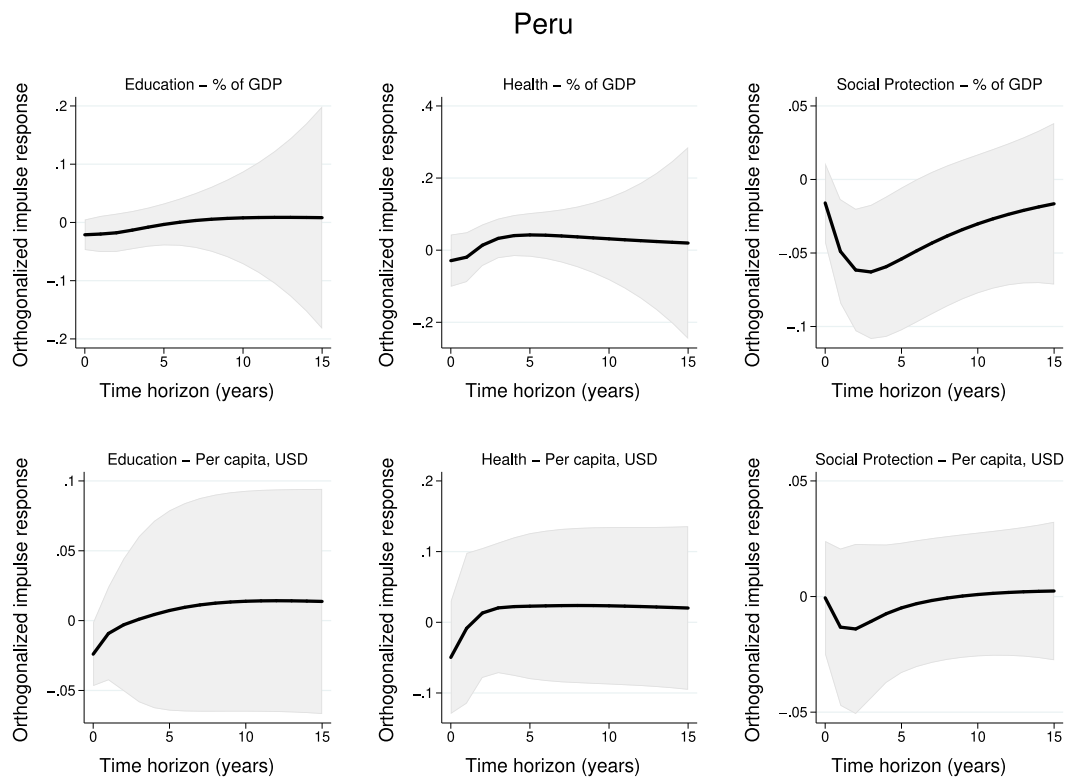 Peru
Education – % of GDP
Orthogonalized impulse response
.2
.1
0
–.1
–.2
0 5 10 15
Time horizon (years)
Health – % of GDP
Orthogonalized impulse response
.4
.2
0
–.2
0 5 10 15
Time horizon (years)
Social Protection – % of GDP
Orthogonalized impulse response
.05
0
–.05
–.1
0 5 10 15
Time horizon (years)
Education – Per capita, USD
Orthogonalized impulse response
.1
.05
0
–.05
0 5 10 15
Time horizon (years)
Health – Per capita, USD
Orthogonalized impulse response
.2
.1
0
–.1
0 5 10 15
Time horizon (years)
Social Protection – Per capita, USD
Orthogonalized impulse response
.05
0
–.05
0 5 10 15
Time horizon (years)